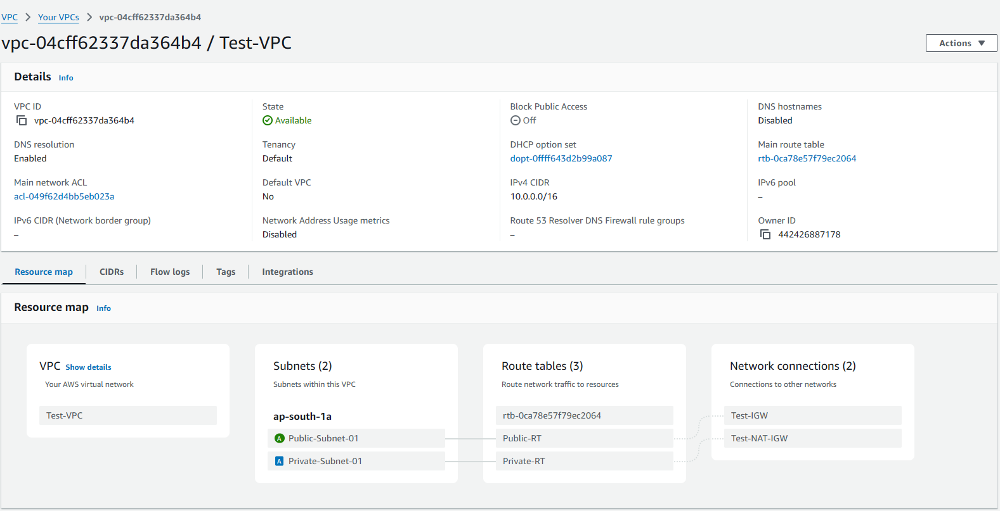 VPC > Your VPCs > vpc-04cff62337da364b4
vpc-04cff62337da364b4 / Test-VPC
Actions ▼
Details Info
VPC ID
vpc-04cff62337da364b4
State
Available
Block Public Access
Off
DNS hostnames
Disabled
DNS resolution
Enabled
Tenancy
Default
DHCP option set
dopt-0ffff643d2b99a087
Main route table
rtb-0ca78e57f79ec2064
Main network ACL
acl-049f62d4bb5eb023a
Default VPC
No
IPv4 CIDR
10.0.0.0/16
IPv6 pool
–
IPv6 CIDR (Network border group)
–
Network Address Usage metrics
Disabled
Route 53 Resolver DNS Firewall rule groups
–
Owner ID
442426887178
Resource map CIDRs Flow logs Tags Integrations
Resource map Info
VPC Show details
Your AWS virtual network
Test-VPC
Subnets (2)
Subnets within this VPC
ap-south-1a
A Public-Subnet-01
A Private-Subnet-01
Route tables (3)
Route network traffic to resources
rtb-0ca78e57f79ec2064
Public-RT
Private-RT
Network connections (2)
Connections to other networks
Test-IGW
Test-NAT-IGW